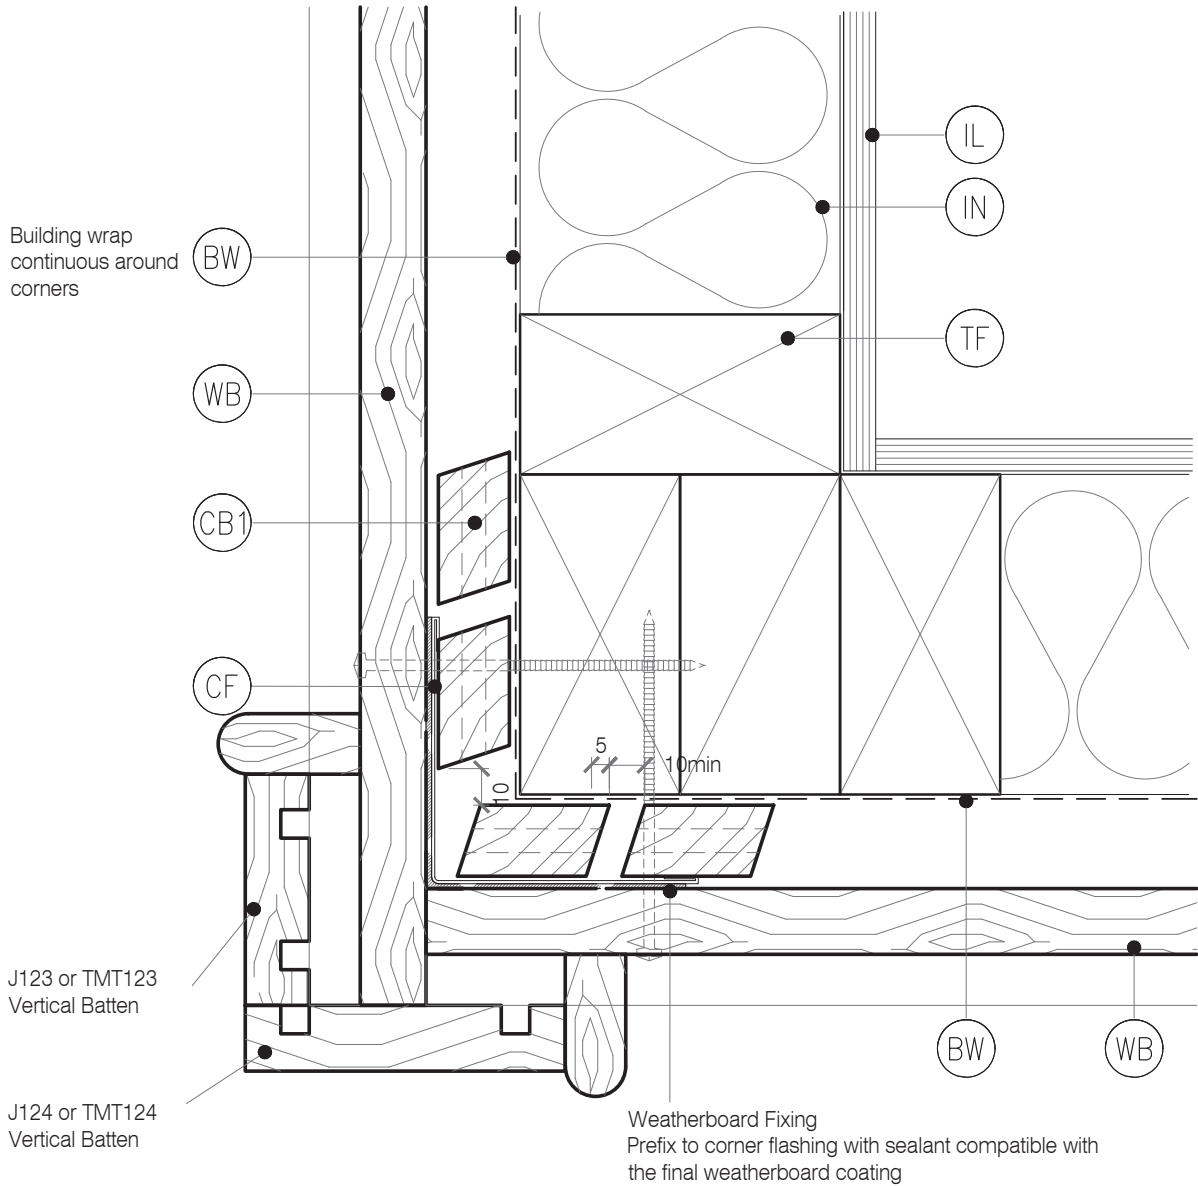 IL
IN
Building wrap
continuous around
corners
BW
TF
WB
CB1
CF
5
10min
10
J123 or TMT123
Vertical Batten
BW
WB
J124 or TMT124
Vertical Batten
Weatherboard Fixing
Prefix to corner flashing with sealant compatible with
the final weatherboard coating